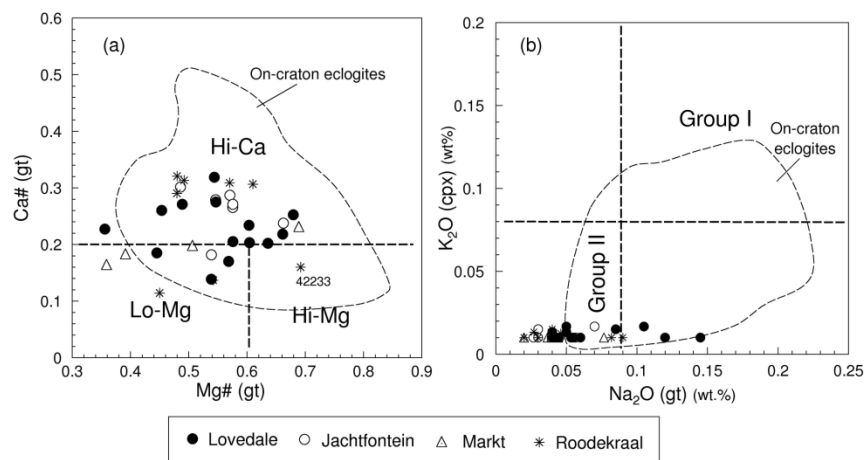 (a)
On-craton
eclogites
Hi-Ca
Lo-Mg
Hi-Mg
42233
Ca# (gt)
0.6
0.5
0.4
0.3
0.2
0.1
0
0.3 0.4 0.5 0.6 0.7 0.8 0.9
Mg# (gt)
(b)
Group I
On-craton
eclogites
Group II
K2O (cpx) (wt%)
0.2
0.15
0.1
0.05
0
0 0.05 0.1 0.15 0.2 0.25
Na2O (gt) (wt.%)
Lovedale Jachtfontein Markt Roodekraal